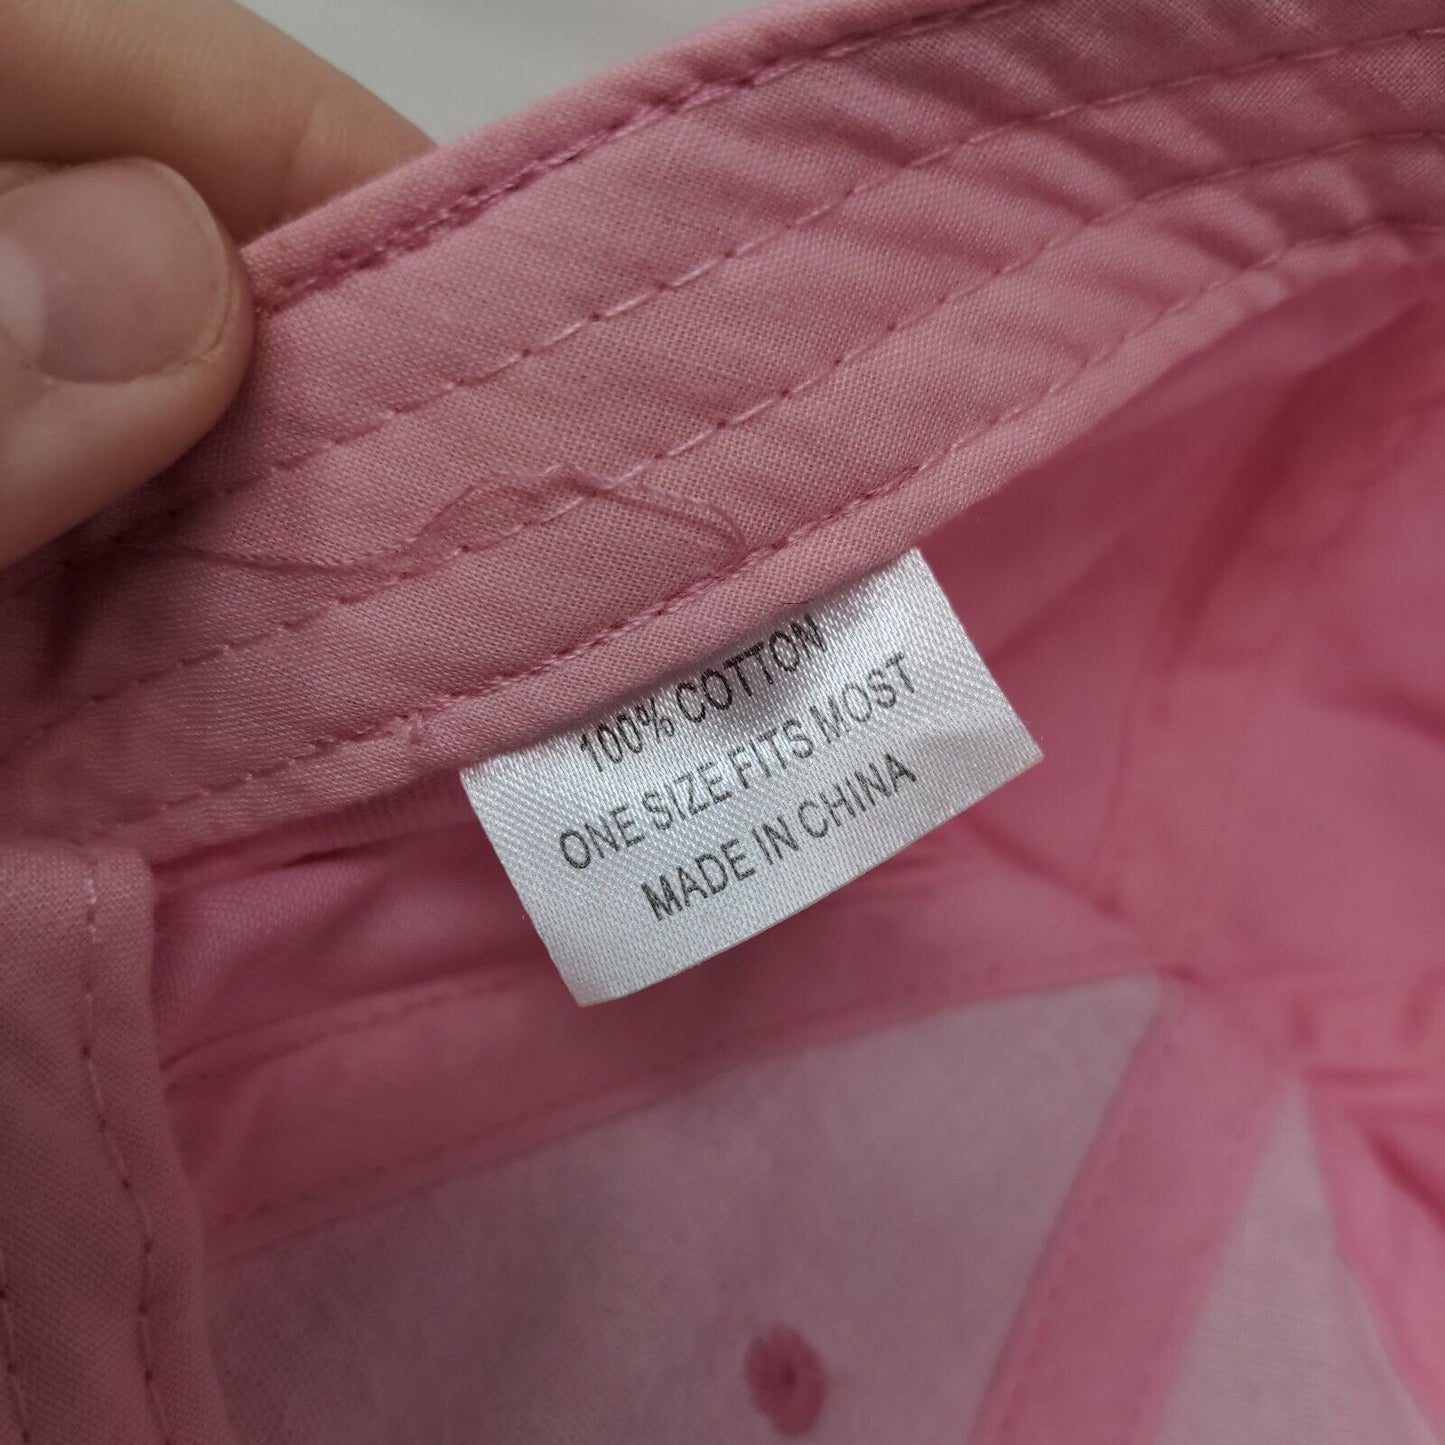 100% COTTON
ONE SIZE FITS MOST
MADE IN CHINA